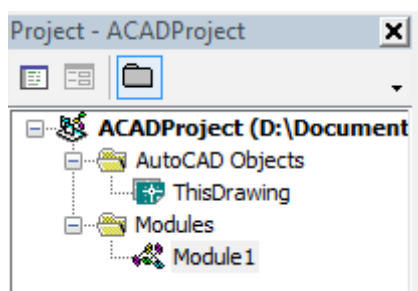 Project - ACADProject
ACADProject (D:\Document
AutoCAD Objects
ThisDrawing
Modules
Module1